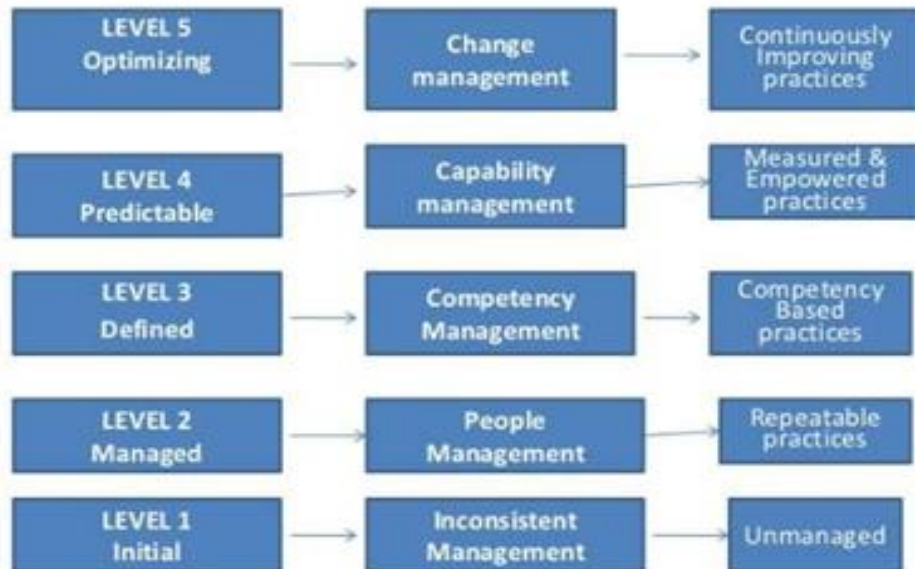 LEVEL 5
Optimizing
Change
management
Continuously
Improving
practices
LEVEL 4
Predictable
Capability
management
Measured &
Empowered
practices
LEVEL 3
Defined
Competency
Management
Competency
Based
practices
LEVEL 2
Managed
People
Management
Repeatable
practices
LEVEL 1
Initial
Inconsistent
Management
Unmanaged